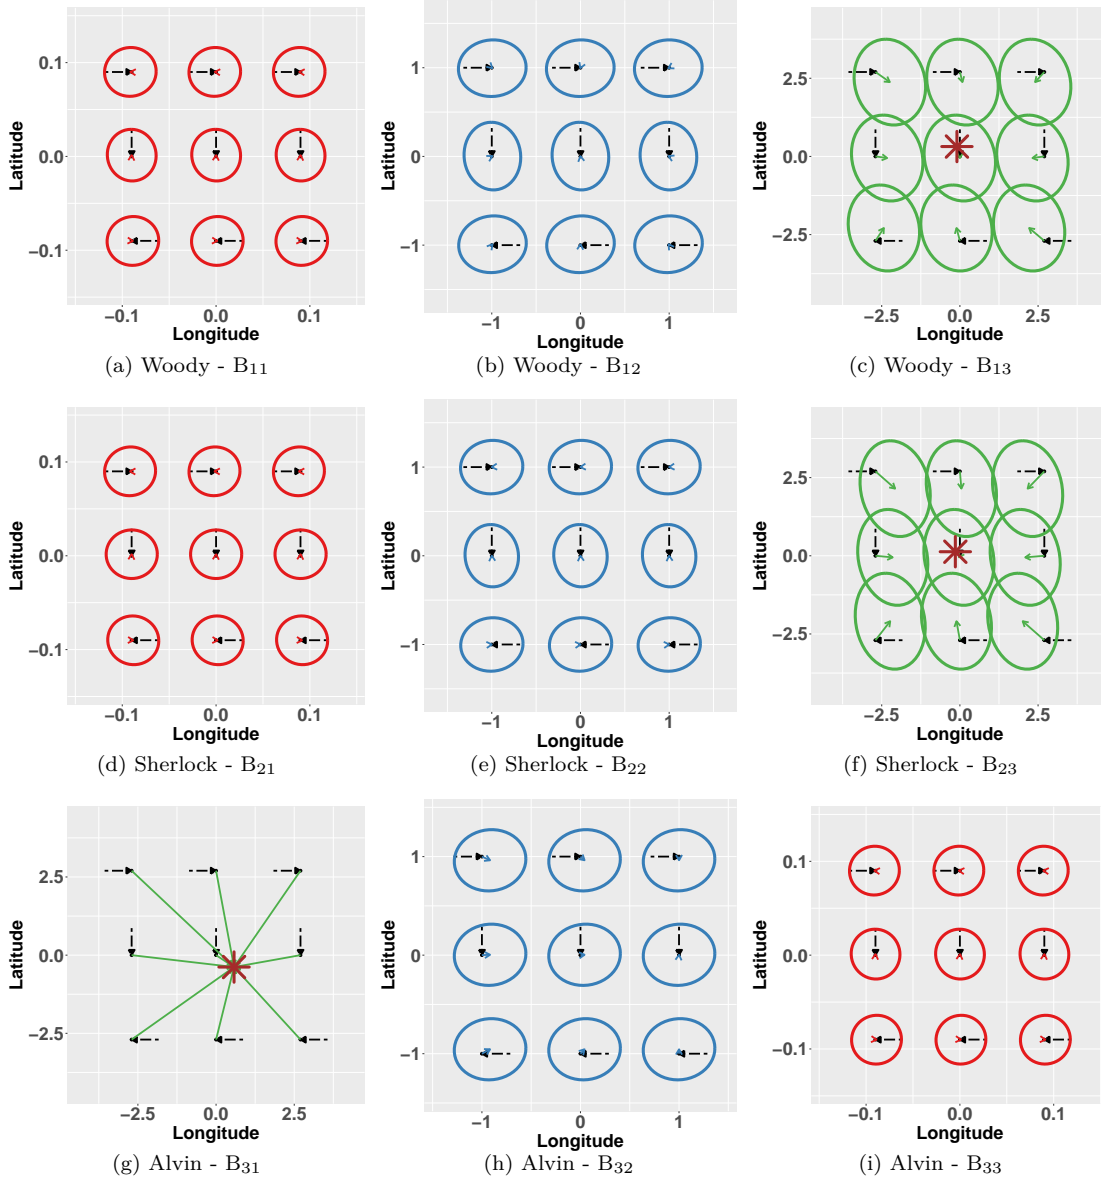 0.1
0.0
−0.1
Latitude
−0.1 0.0 0.1
Longitude
(a) Woody - B11
1
0
−1
Latitude
−1 0 1
Longitude
(b) Woody - B12
2.5
0.0
−2.5
Latitude
−2.5 0.0 2.5
Longitude
(c) Woody - B13
0.1
0.0
−0.1
Latitude
−0.1 0.0 0.1
Longitude
(d) Sherlock - B21
1
0
−1
Latitude
−1 0 1
Longitude
(e) Sherlock - B22
2.5
0.0
−2.5
Latitude
−2.5 0.0 2.5
Longitude
(f) Sherlock - B23
2.5
0.0
−2.5
Latitude
−2.5 0.0 2.5
Longitude
(g) Alvin - B31
1
0
−1
Latitude
−1 0 1
Longitude
(h) Alvin - B32
0.1
0.0
−0.1
Latitude
−0.1 0.0 0.1
Longitude
(i) Alvin - B33